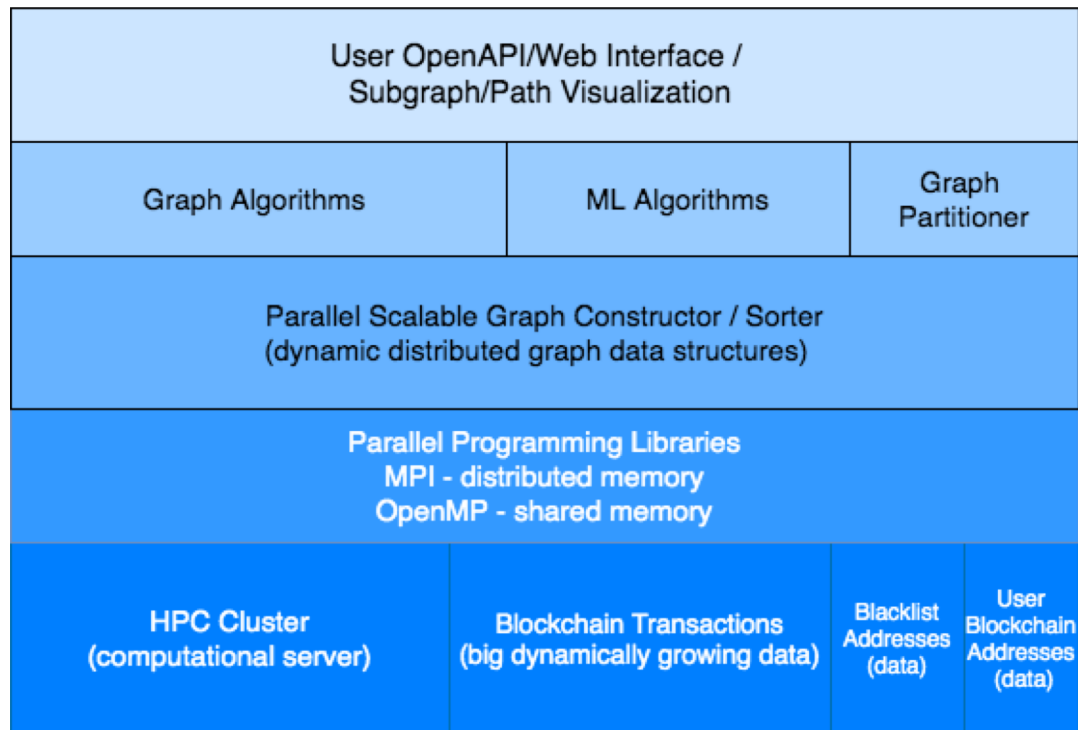 User OpenAPI/Web Interface /
Subgraph/Path Visualization
Graph Algorithms
ML Algorithms
Graph
Partitioner
Parallel Scalable Graph Constructor / Sorter
(dynamic distributed graph data structures)
Parallel Programming Libraries
MPI - distributed memory
OpenMP - shared memory
HPC Cluster
(computational server)
Blockchain Transactions
(big dynamically growing data)
Blacklist
Addresses
(data)
User
Blockchain
Addresses
(data)